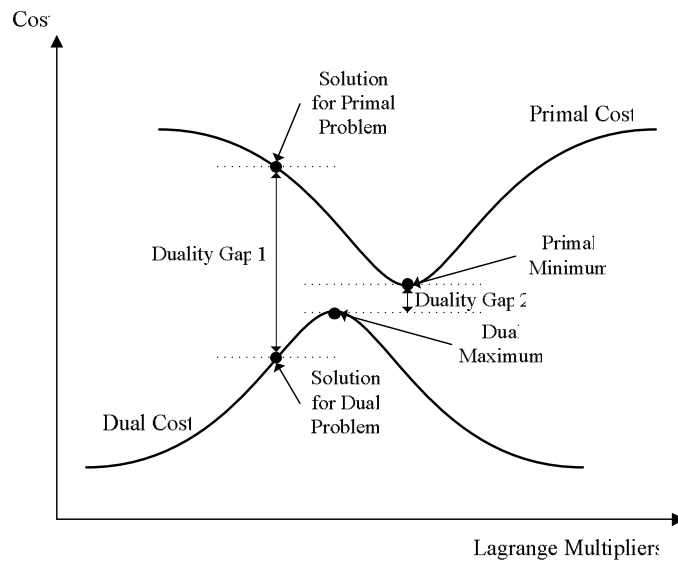 Cost
Solution
for Primal
Problem
Primal Cost
Duality Gap 1
Primal
Minimum
Duality Gap 2
Dual
Maximum
Solution
for Dual
Problem
Dual Cost
Lagrange Multipliers